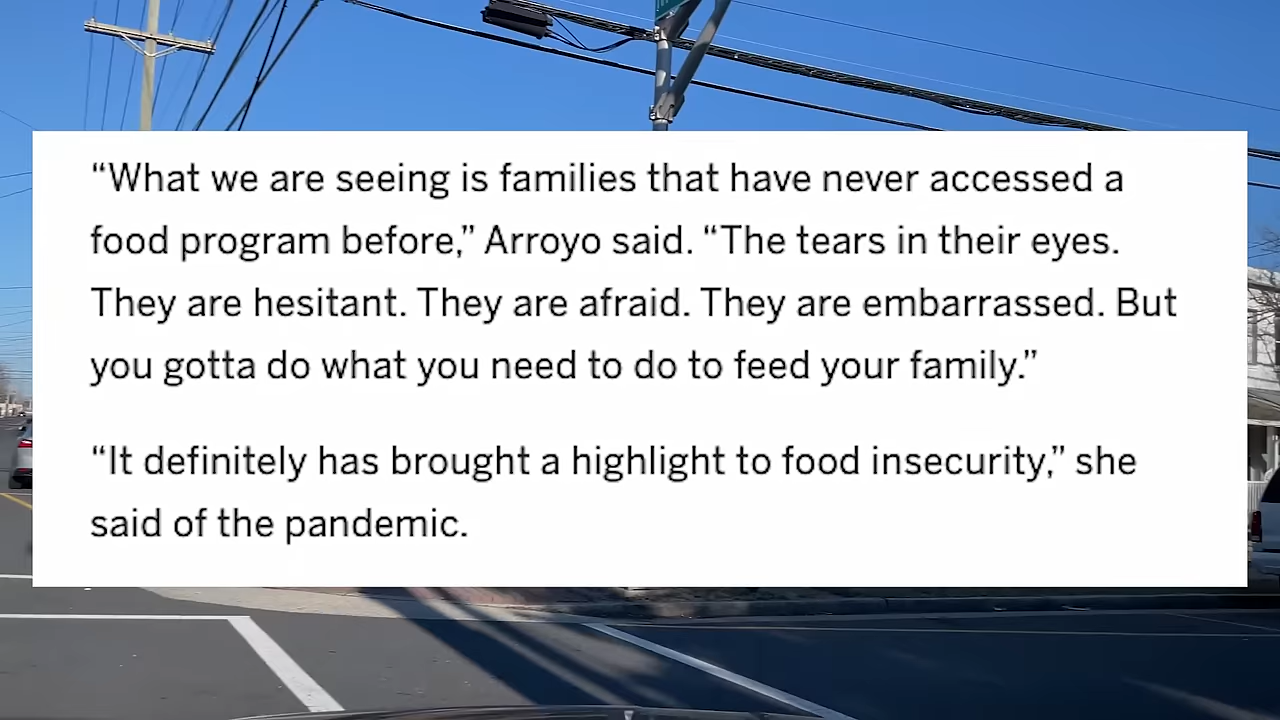 “What we are seeing is families that have never accessed a
food program before,” Arroyo said. “The tears in their eyes.
They are hesitant. They are afraid. They are embarrassed. But
you gotta do what you need to do to feed your family.”
“It definitely has brought a highlight to food insecurity,” she
said of the pandemic.